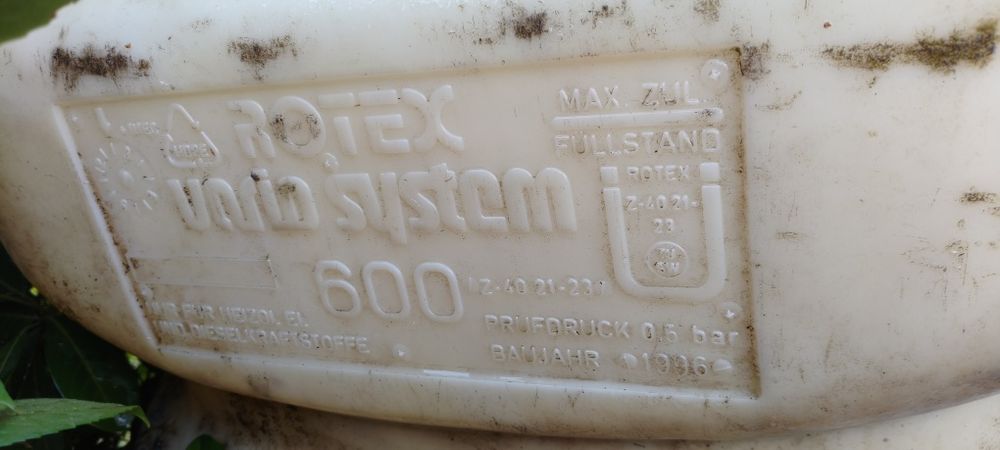 ROTEX
vario system
600
Z-40 21-23
NUR FÜR HEIZÖL EL
UND DIESELKRAFTSTOFFE
MAX. ZUL.
FÜLLSTAND
ROTEX
Z-40 21-
23
PRÜFDRUCK 0,5 bar
BAUJAHR 1996